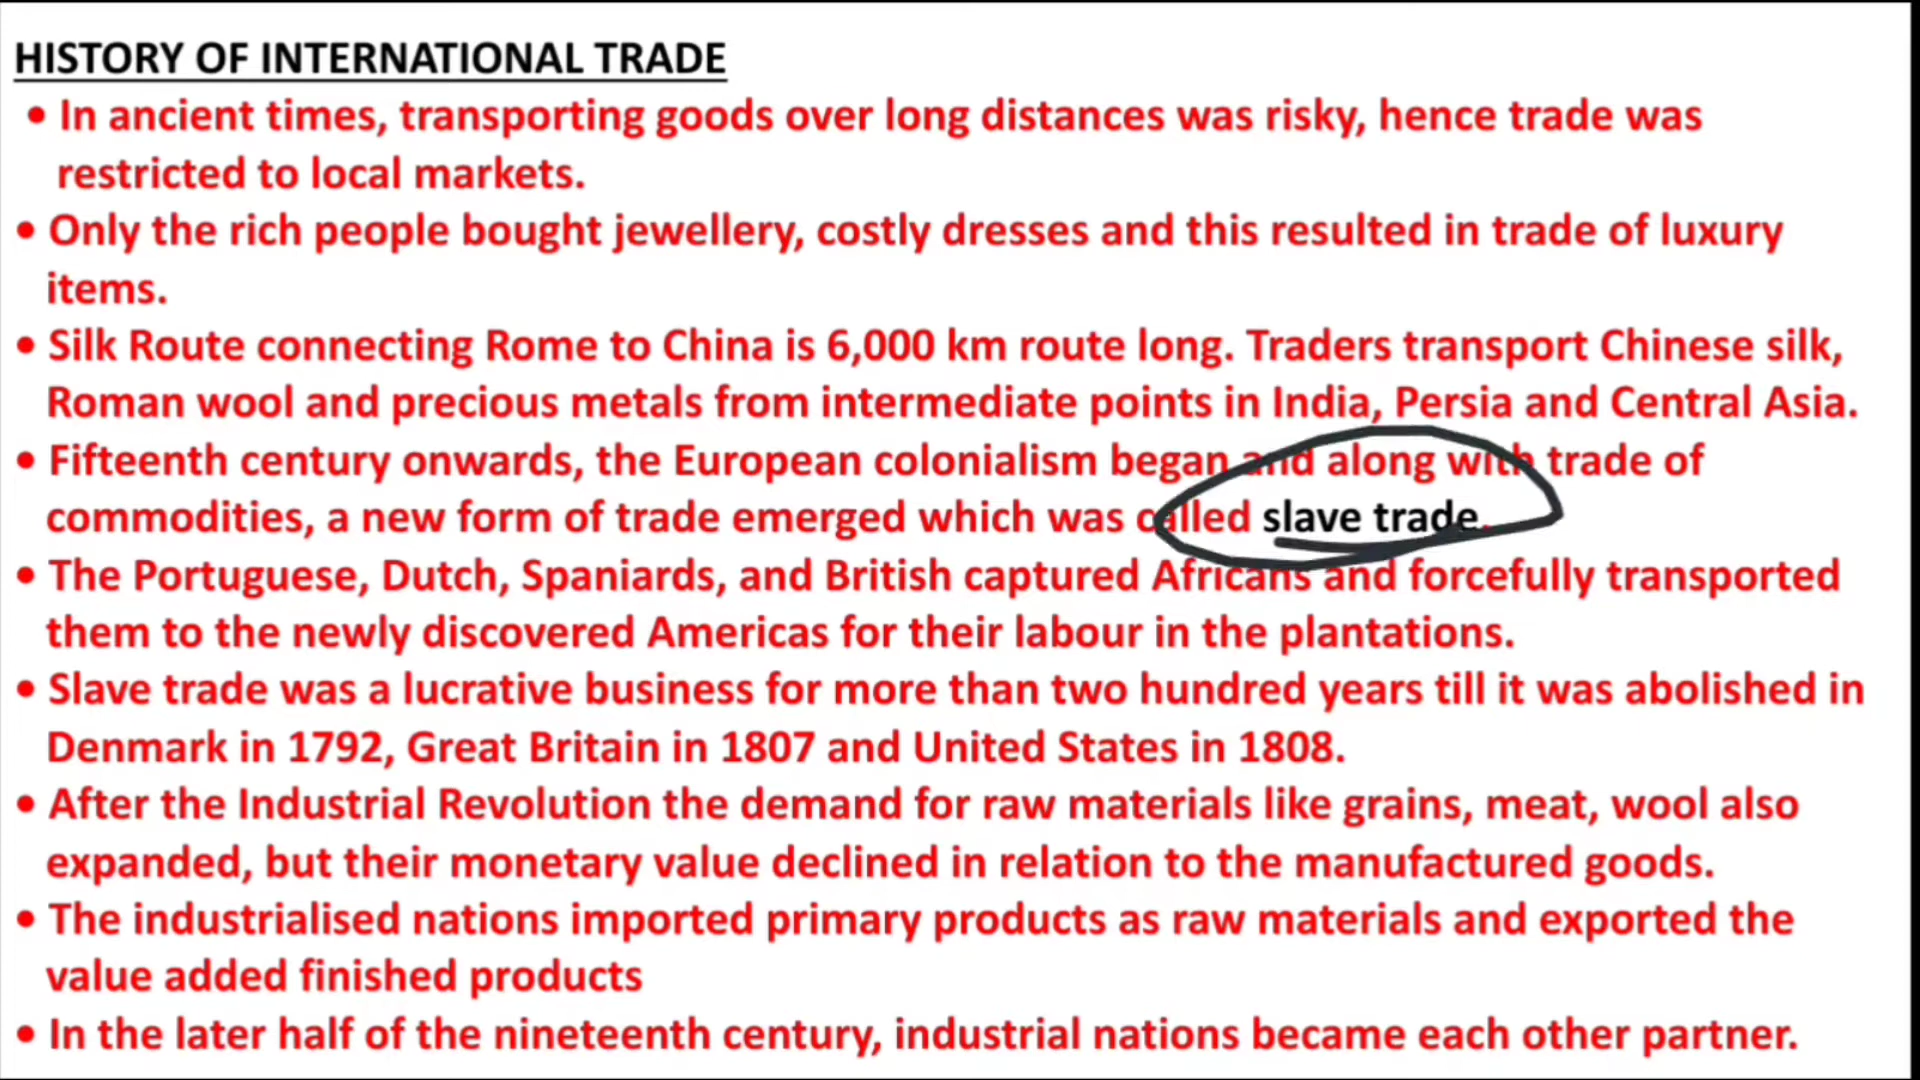 HISTORY OF INTERNATIONAL TRADE
• In ancient times, transporting goods over long distances was risky, hence trade was
restricted to local markets.
• Only the rich people bought jewellery, costly dresses and this resulted in trade of luxury
items.
• Silk Route connecting Rome to China is 6,000 km route long. Traders transport Chinese silk,
Roman wool and precious metals from intermediate points in India, Persia and Central Asia.
• Fifteenth century onwards, the European colonialism began and along with trade of
commodities, a new form of trade emerged which was called slave trade.
• The Portuguese, Dutch, Spaniards, and British captured Africans and forcefully transported
them to the newly discovered Americas for their labour in the plantations.
• Slave trade was a lucrative business for more than two hundred years till it was abolished in
Denmark in 1792, Great Britain in 1807 and United States in 1808.
• After the Industrial Revolution the demand for raw materials like grains, meat, wool also
expanded, but their monetary value declined in relation to the manufactured goods.
• The industrialised nations imported primary products as raw materials and exported the
value added finished products
• In the later half of the nineteenth century, industrial nations became each other partner.